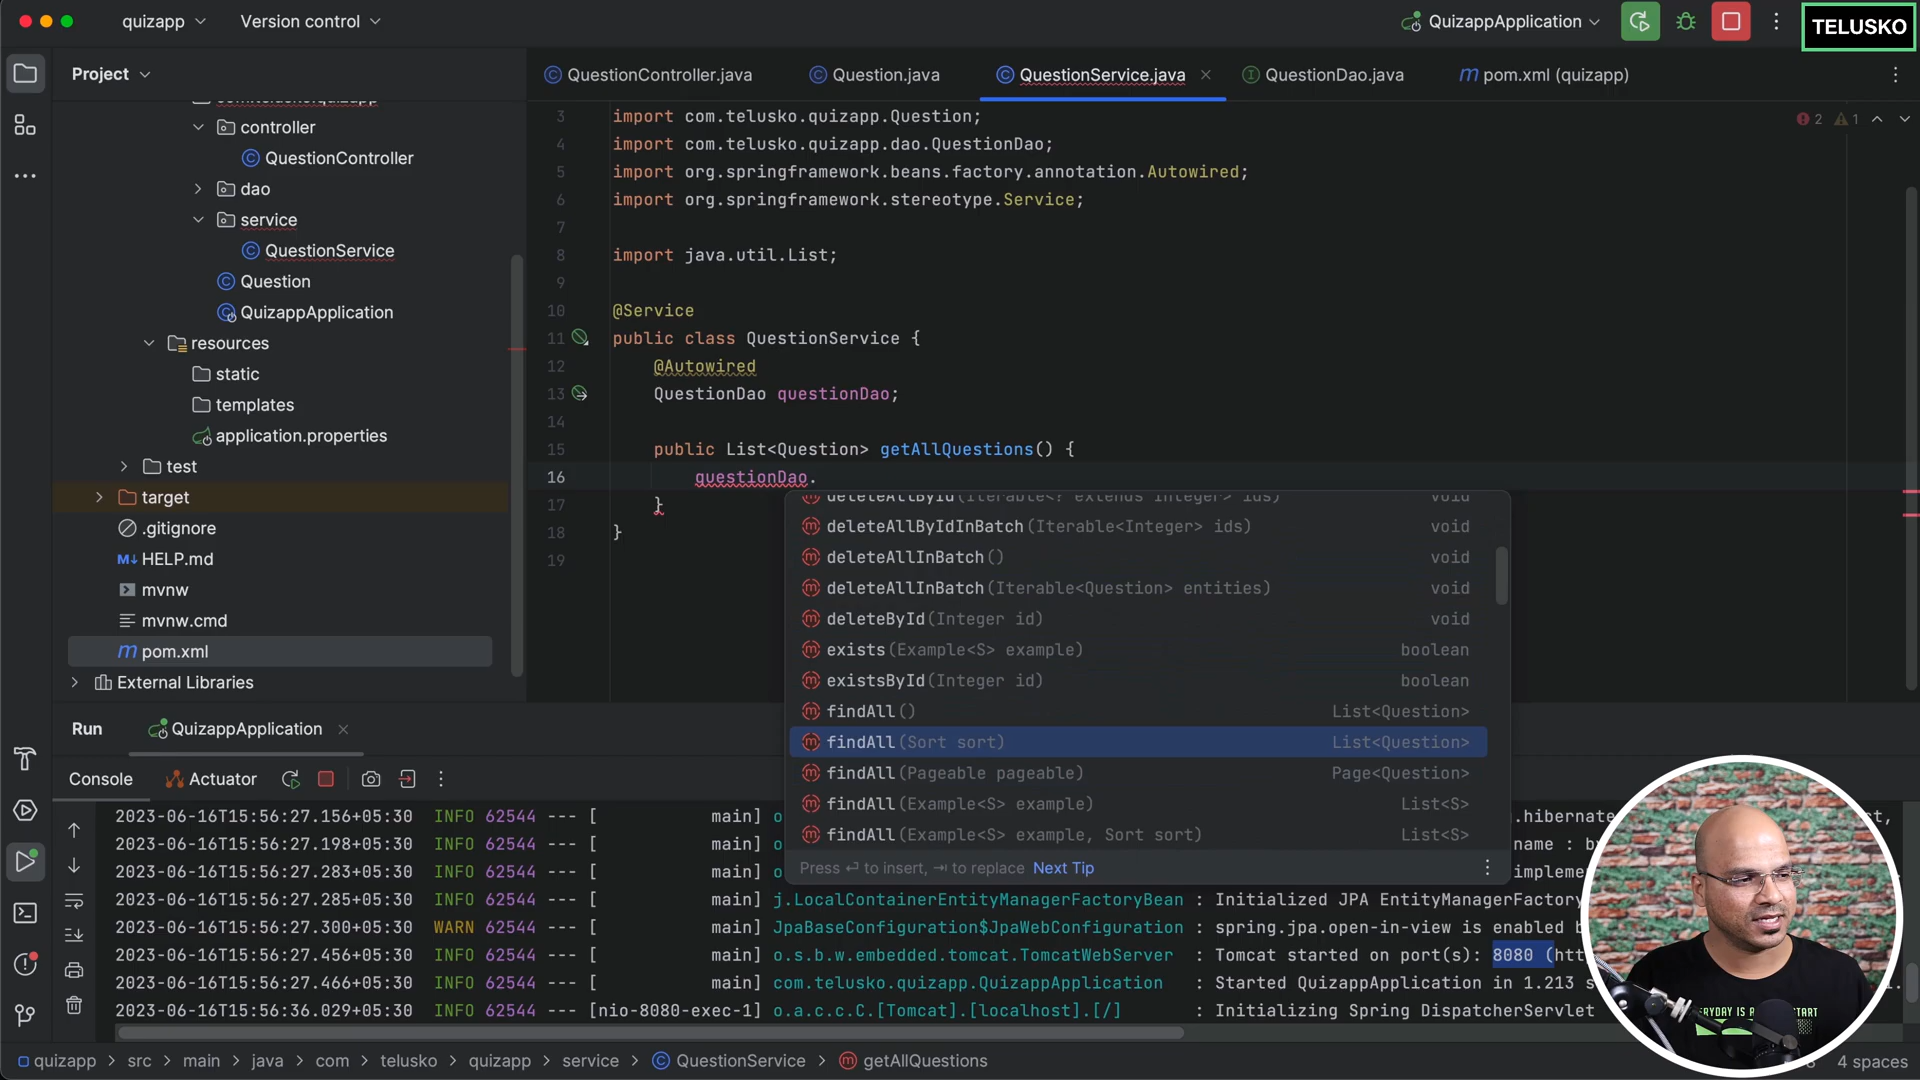 quizapp
Version control
QuizappApplication
TELUSKO
Project
QuestionController.java
Question.java
QuestionService.java
QuestionDao.java
pom.xml (quizapp)
com.telusko.quizapp
controller
QuestionController
dao
service
QuestionService
Question
QuizappApplication
resources
static
templates
application.properties
test
target
.gitignore
HELP.md
mvnw
mvnw.cmd
pom.xml
External Libraries
2 1
3 import com.telusko.quizapp.Question;
4 import com.telusko.quizapp.dao.QuestionDao;
5 import org.springframework.beans.factory.annotation.Autowired;
6 import org.springframework.stereotype.Service;
7
8 import java.util.List;
9
10 @Service
11 public class QuestionService {
12 @Autowired
13 QuestionDao questionDao;
14
15 public List<Question> getAllQuestions() {
16 questionDao.
17 }
18 }
19
deleteAllById(Iterable<? extends Integer> ids) void
deleteAllByIdInBatch(Iterable<Integer> ids) void
deleteAllInBatch() void
deleteAllInBatch(Iterable<Question> entities) void
deleteById(Integer id) void
exists(Example<S> example) boolean
existsById(Integer id) boolean
findAll() List<Question>
findAll(Sort sort) List<Question>
findAll(Pageable pageable) Page<Question>
findAll(Example<S> example) List<S>
findAll(Example<S> example, Sort sort) List<S>
Press ↩ to insert, ⇥ to replace Next Tip
Run
QuizappApplication
Console
Actuator
2023-06-16T15:56:27.156+05:30 INFO 62544 --- [ main] o g.hibernate
2023-06-16T15:56:27.198+05:30 INFO 62544 --- [ main] o name : b
2023-06-16T15:56:27.283+05:30 INFO 62544 --- [ main] o implemen
2023-06-16T15:56:27.285+05:30 INFO 62544 --- [ main] j.LocalContainerEntityManagerFactoryBean : Initialized JPA EntityManagerFactory
2023-06-16T15:56:27.300+05:30 WARN 62544 --- [ main] JpaBaseConfiguration$JpaWebConfiguration : spring.jpa.open-in-view is enabled b
2023-06-16T15:56:27.456+05:30 INFO 62544 --- [ main] o.s.b.w.embedded.tomcat.TomcatWebServer : Tomcat started on port(s): 8080 (htt
2023-06-16T15:56:27.466+05:30 INFO 62544 --- [ main] com.telusko.quizapp.QuizappApplication : Started QuizappApplication in 1.213 s
2023-06-16T15:56:36.029+05:30 INFO 62544 --- [nio-8080-exec-1] o.a.c.c.C.[Tomcat].[localhost].[/] : Initializing Spring DispatcherServlet
quizapp > src > main > java > com > telusko > quizapp > service > QuestionService > getAllQuestions
4 spaces